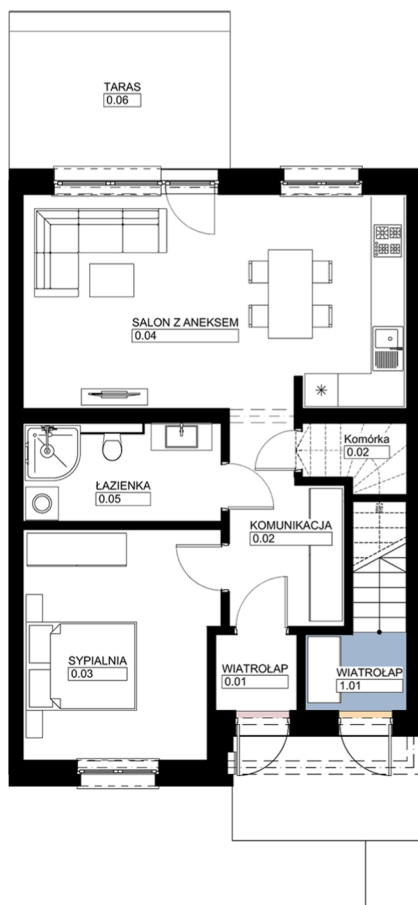 TARAS
0.06
SALON Z ANEKSEM
0.04
Komórka
0.02
ŁAZIENKA
0.05
KOMUNIKACJA
0.02
SYPIALNIA
0.03
WIATROŁAP
0.01
WIATROŁAP
1.01